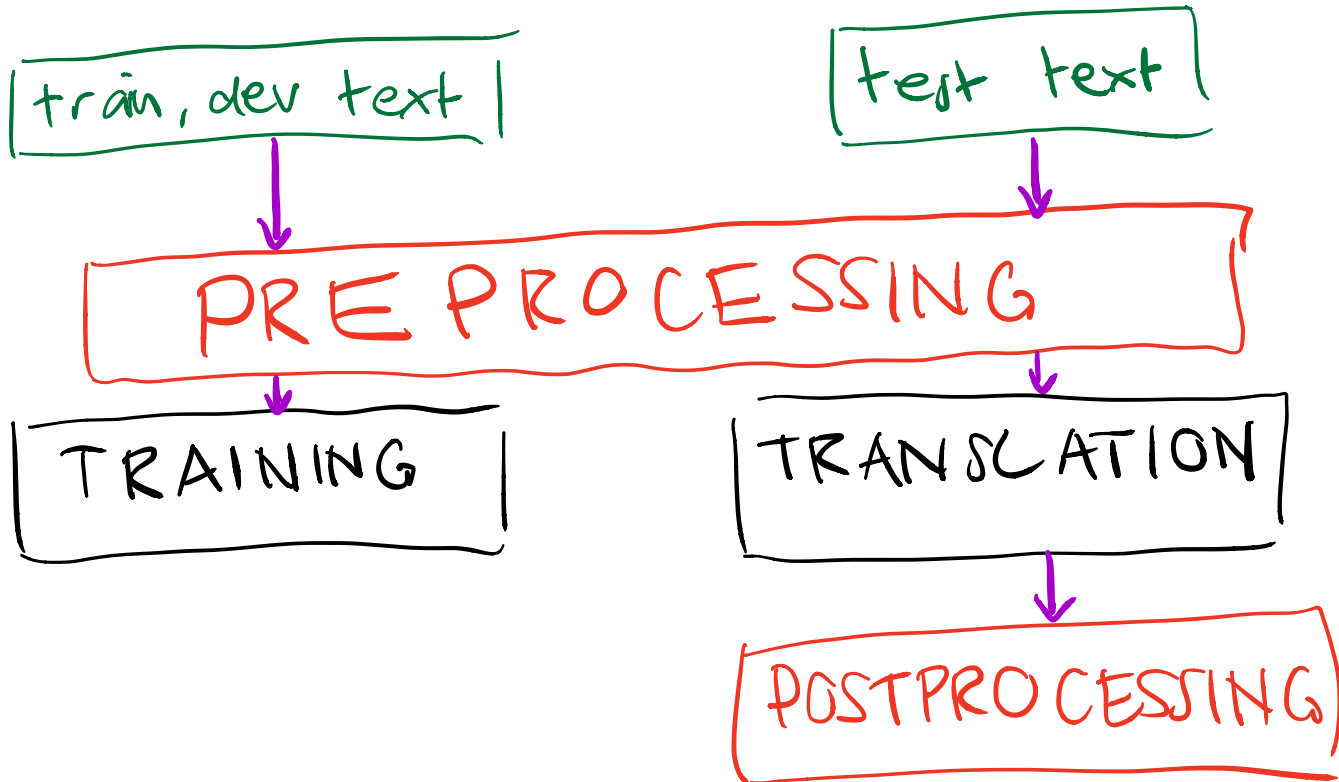 train, dev text
test text
PREPROCESSING
TRAINING
TRANSLATION
POSTPROCESSING